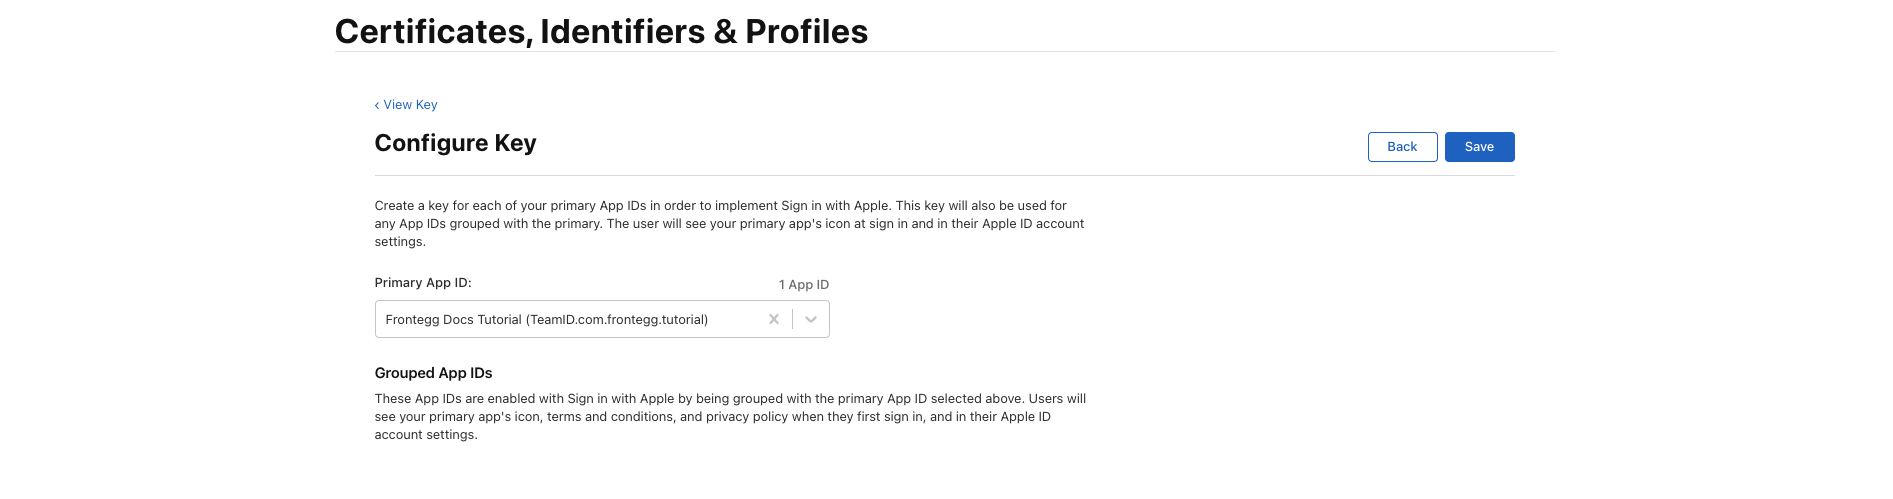 Certificates, Identifiers & Profiles
‹ View Key
Configure Key
Back
Save
Create a key for each of your primary App IDs in order to implement Sign in with Apple. This key will also be used for
any App IDs grouped with the primary. The user will see your primary app's icon at sign in and in their Apple ID account
settings.
Primary App ID:
1 App ID
Frontegg Docs Tutorial (TeamID.com.frontegg.tutorial)
Grouped App IDs
These App IDs are enabled with Sign in with Apple by being grouped with the primary App ID selected above. Users will
see your primary app's icon, terms and conditions, and privacy policy when they first sign in, and in their Apple ID
account settings.